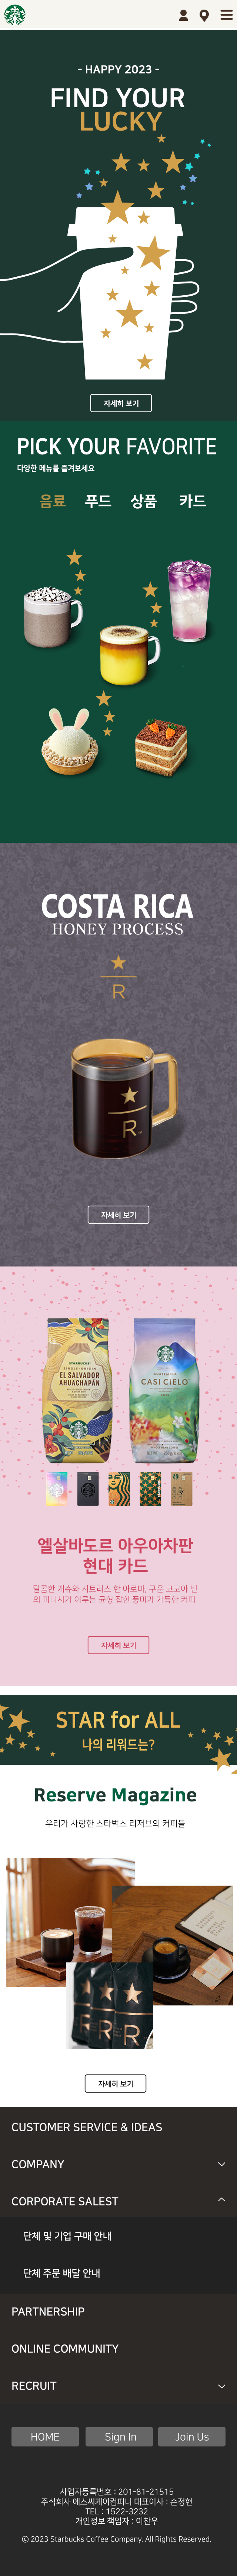 - HAPPY 2023 -
FIND YOUR
LUCKY
자세히 보기
PICK YOUR FAVORITE
다양한 메뉴를 즐겨보세요
음료 푸드 상품 카드
COSTA RICA
HONEY PROCESS
R
R
자세히 보기
STARBUCKS
SINGLE-ORIGIN
EL SALVADOR
AHUACHAPAN
CASI CIELO
엘살바도르 아우아차판
현대 카드
달콤한 캐슈와 시트러스 한 아로마, 구운 코코아 빈
의 피니시가 이루는 균형 잡힌 풍미가 가득한 커피
자세히 보기
STAR for ALL
나의 리워드는?
Reserve Magazine
우리가 사랑한 스타벅스 리저브의 커피들
R R R
자세히 보기
CUSTOMER SERVICE & IDEAS
COMPANY
CORPORATE SALEST
단체 및 기업 구매 안내
단체 주문 배달 안내
PARTNERSHIP
ONLINE COMMUNITY
RECRUIT
HOME Sign In Join Us
사업자등록번호 : 201-81-21515
주식회사 에스씨케이컴퍼니 대표이사 : 손정현
TEL : 1522-3232
개인정보 책임자 : 이찬우
ⓒ 2023 Starbucks Coffee Company. All Rights Reserved.